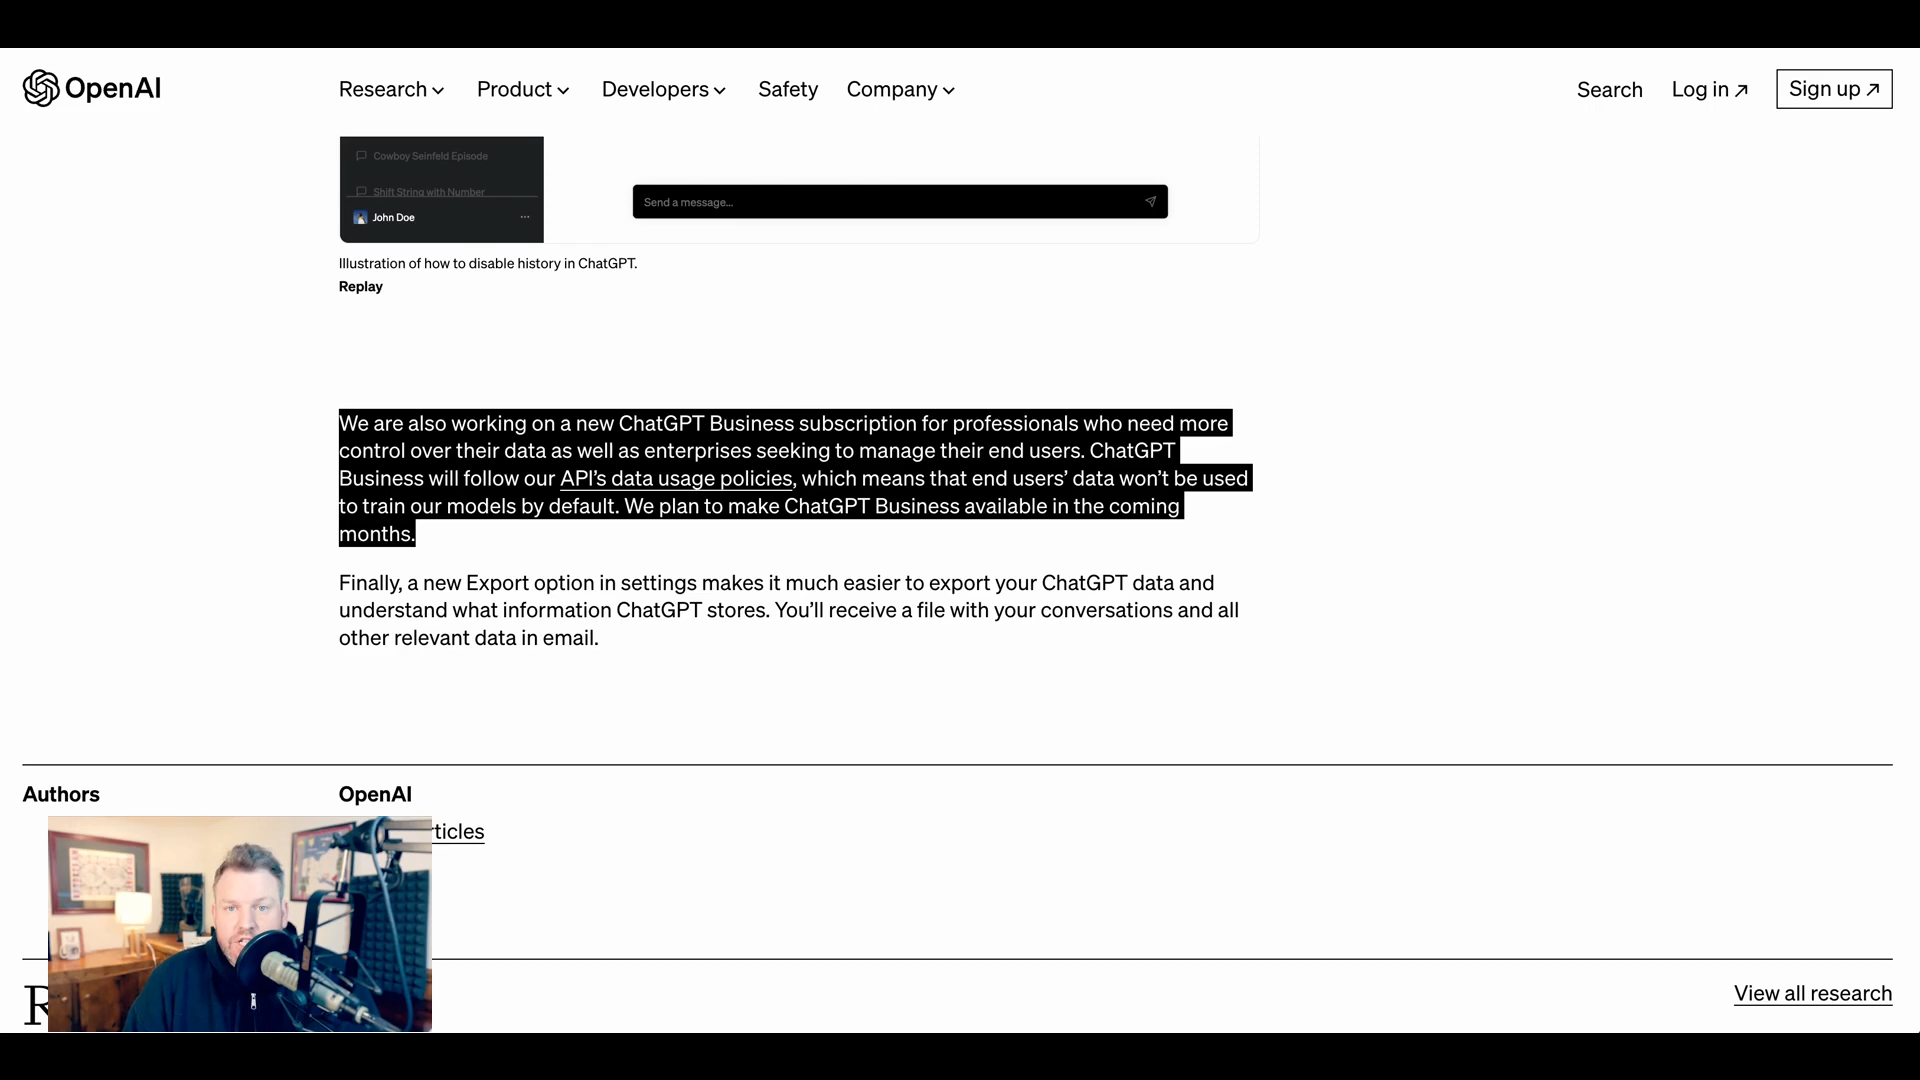 OpenAI
Research
Product
Developers
Safety
Company
Search
Log in ↗
Sign up ↗
Cowboy Seinfeld Episode
Shift String with Number
John Doe
Send a message...
Illustration of how to disable history in ChatGPT.
Replay
We are also working on a new ChatGPT Business subscription for professionals who need more
control over their data as well as enterprises seeking to manage their end users. ChatGPT
Business will follow our API’s data usage policies, which means that end users’ data won’t be used
to train our models by default. We plan to make ChatGPT Business available in the coming
months.
Finally, a new Export option in settings makes it much easier to export your ChatGPT data and
understand what information ChatGPT stores. You’ll receive a file with your conversations and all
other relevant data in email.
Authors
OpenAI
View all research